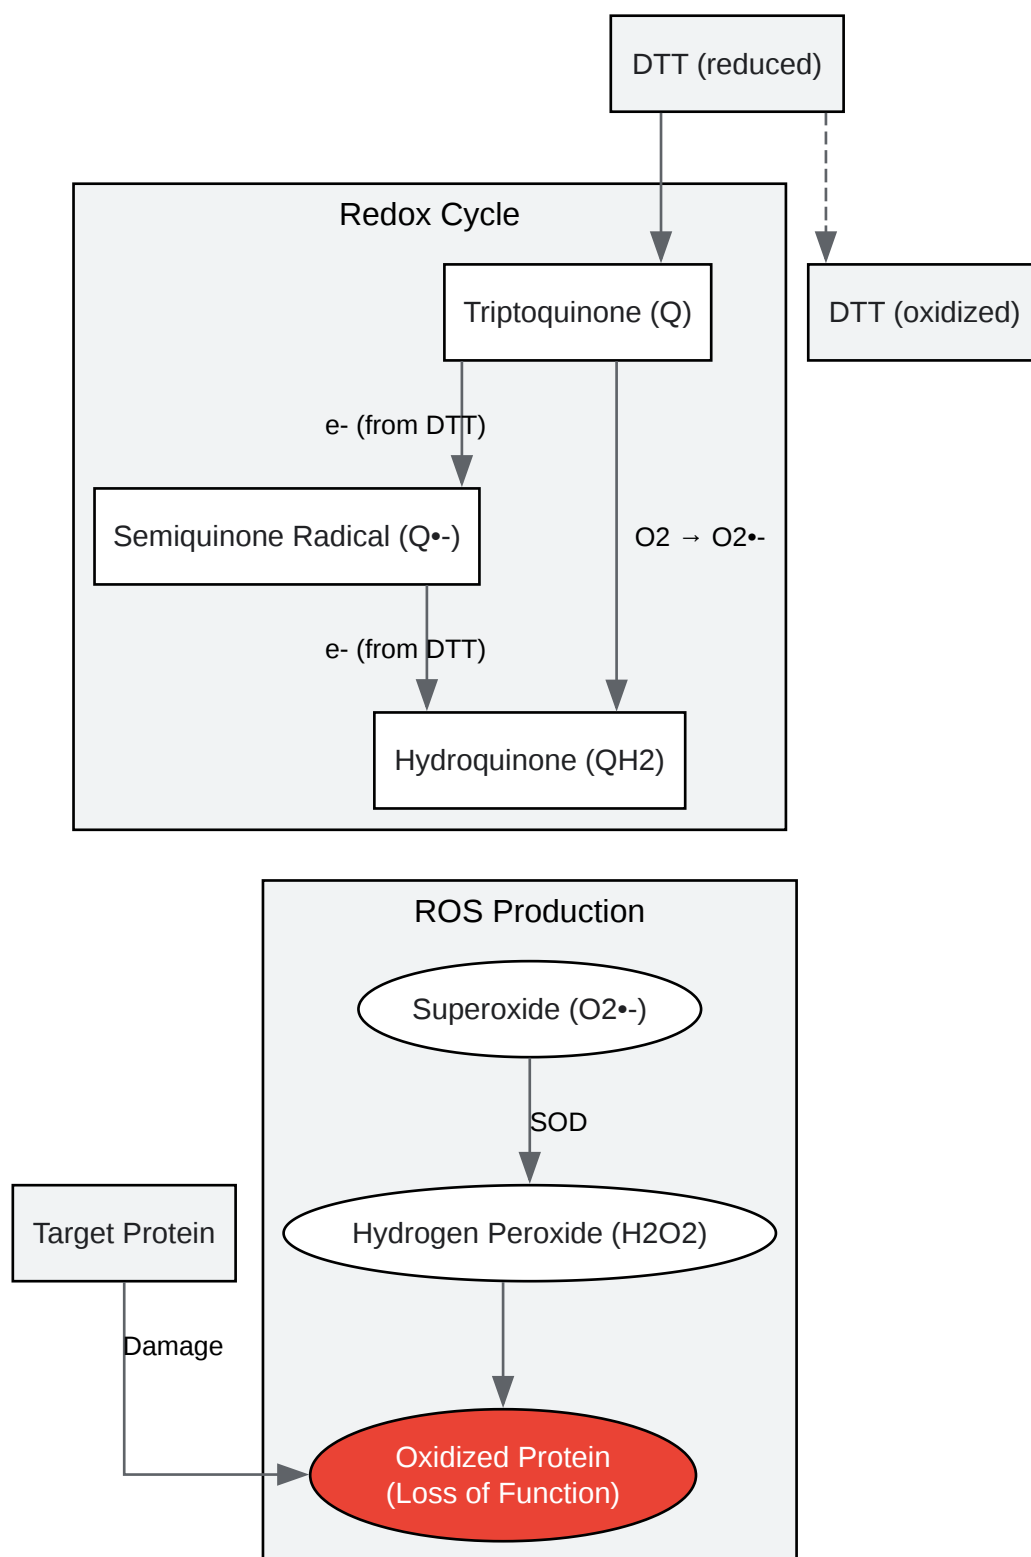 DTT (reduced)
Redox Cycle
Triptoquinone (Q)
DTT (oxidized)
e- (from DTT)
Semiquinone Radical (Q•-)
O2 → O2•-
e- (from DTT)
Hydroquinone (QH2)
ROS Production
Superoxide (O2•-)
SOD
Target Protein
Hydrogen Peroxide (H2O2)
Damage
Oxidized Protein
(Loss of Function)